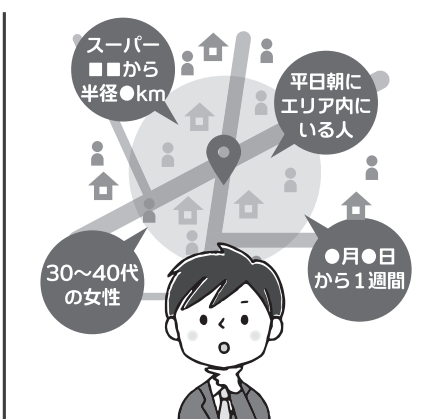 スーパー
■■から
半径●km
平日朝に
エリア内に
いる人
30〜40代
の女性
●月●日
から1週間